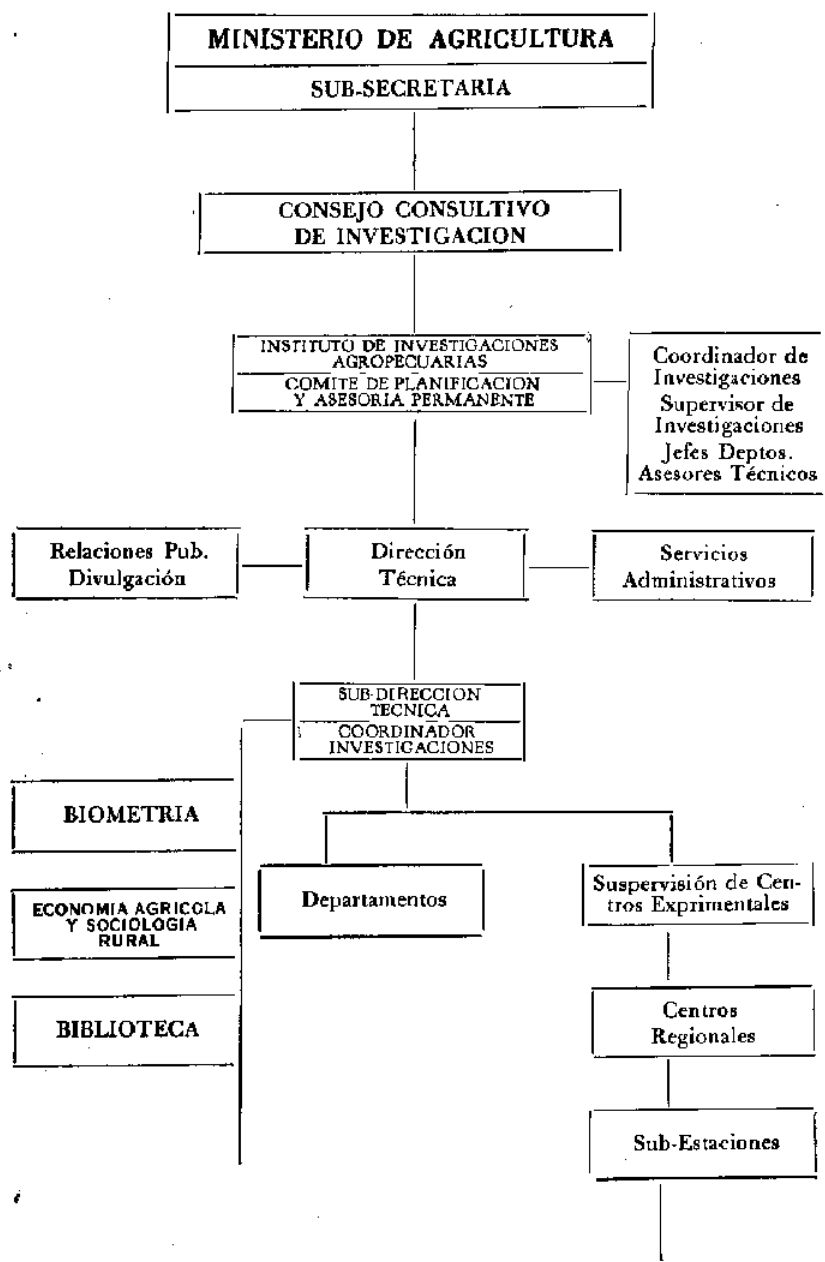 MINISTERIO DE AGRICULTURA
SUB-SECRETARIA
CONSEJO CONSULTIVO
DE INVESTIGACION
INSTITUTO DE INVESTIGACIONES
AGROPECUARIAS
COMITE DE PLANIFICACION
Y ASESORIA PERMANENTE
Coordinador de
Investigaciones
Supervisor de
Investigaciones
Jefes Deptos.
Asesores Técnicos
Relaciones Pub.
Divulgación
Dirección
Técnica
Servicios
Administrativos
SUB-DIRECCION
TECNICA
COORDINADOR
INVESTIGACIONES
BIOMETRIA
ECONOMIA AGRICOLA
Y SOCIOLOGIA
RURAL
BIBLIOTECA
Departamentos
Suspervisión de Cen-
tros Exprimentales
Centros
Regionales
Sub-Estaciones